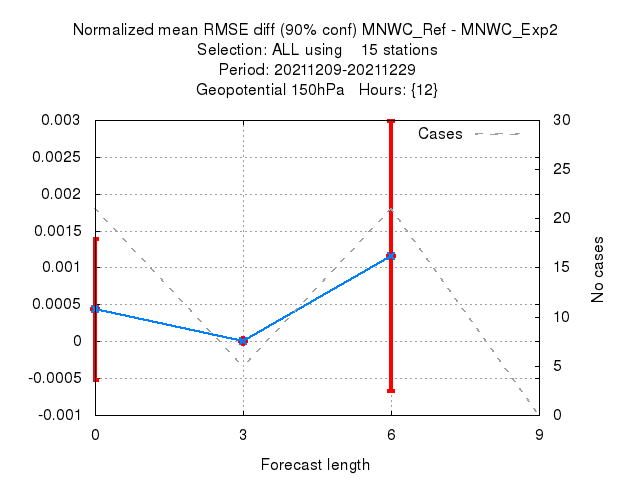 Normalized mean RMSE diff (90% conf) MNWC_Ref - MNWC_Exp2
Selection: ALL using    15 stations
Period: 20211209-20211229
Geopotential 150hPa   Hours: {12}
Cases
0.003
0.0025
0.002
0.0015
0.001
0.0005
0
-0.0005
-0.001
30
25
20
15
10
5
0
No cases
0
3
6
9
Forecast length